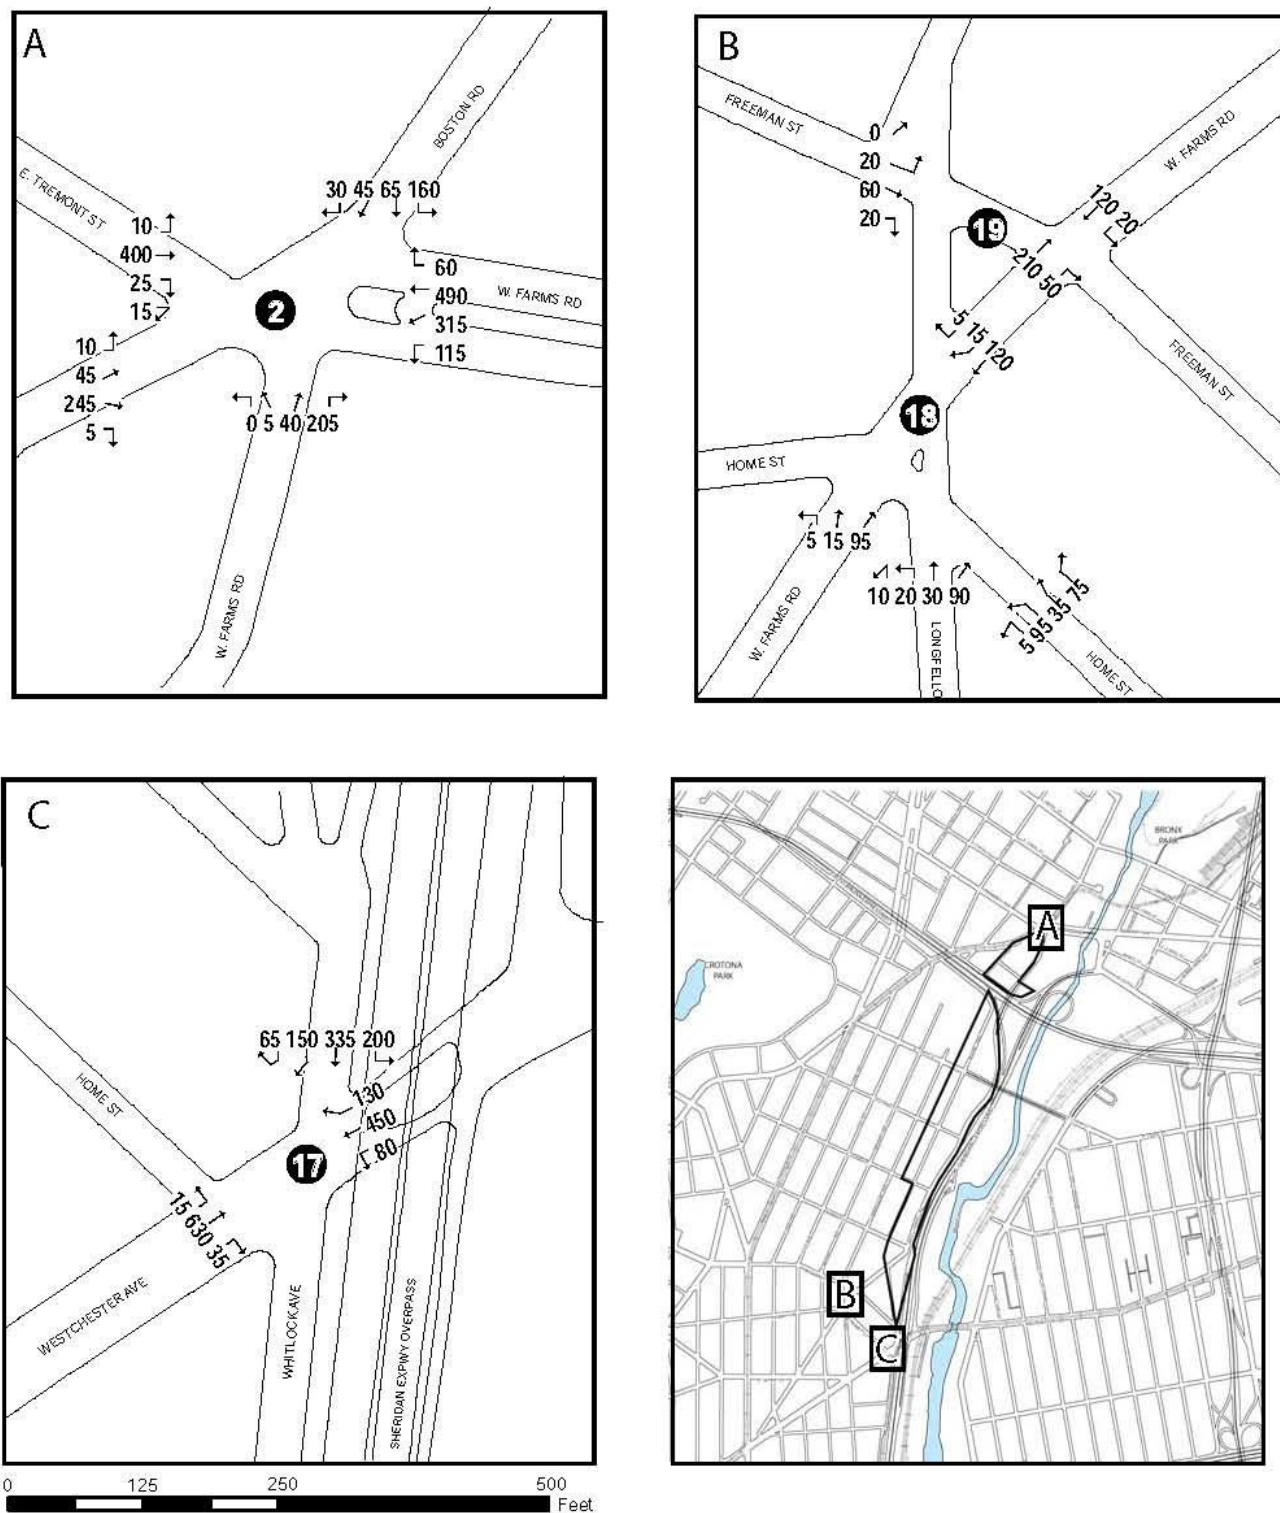 A
BOSTON RD
E. TREMONT ST
30 45 65 160
10
400
25
15
60
490
315
115
W. FARMS RD
2
10
45
245
5
0 5 40 205
W. FARMS RD
B
FREEMAN ST
W. FARMS RD
0
20
60
20
120 20
19
210 50
5 15 120
FREEMAN ST
18
HOME ST
5 15 95
10 20 30 90
5 95 35 75
W. FARMS RD
LONGFELLO
HOME ST
C
65 150 335 200
HOME ST
130
450
80
17
15 630 35
WESTCHESTER AVE
WHITLOCK AVE
SHERIDAN EXPWY OVERPASS
0 125 250 500
Feet
BRONX
PARK
A
CROTONA
PARK
B
C